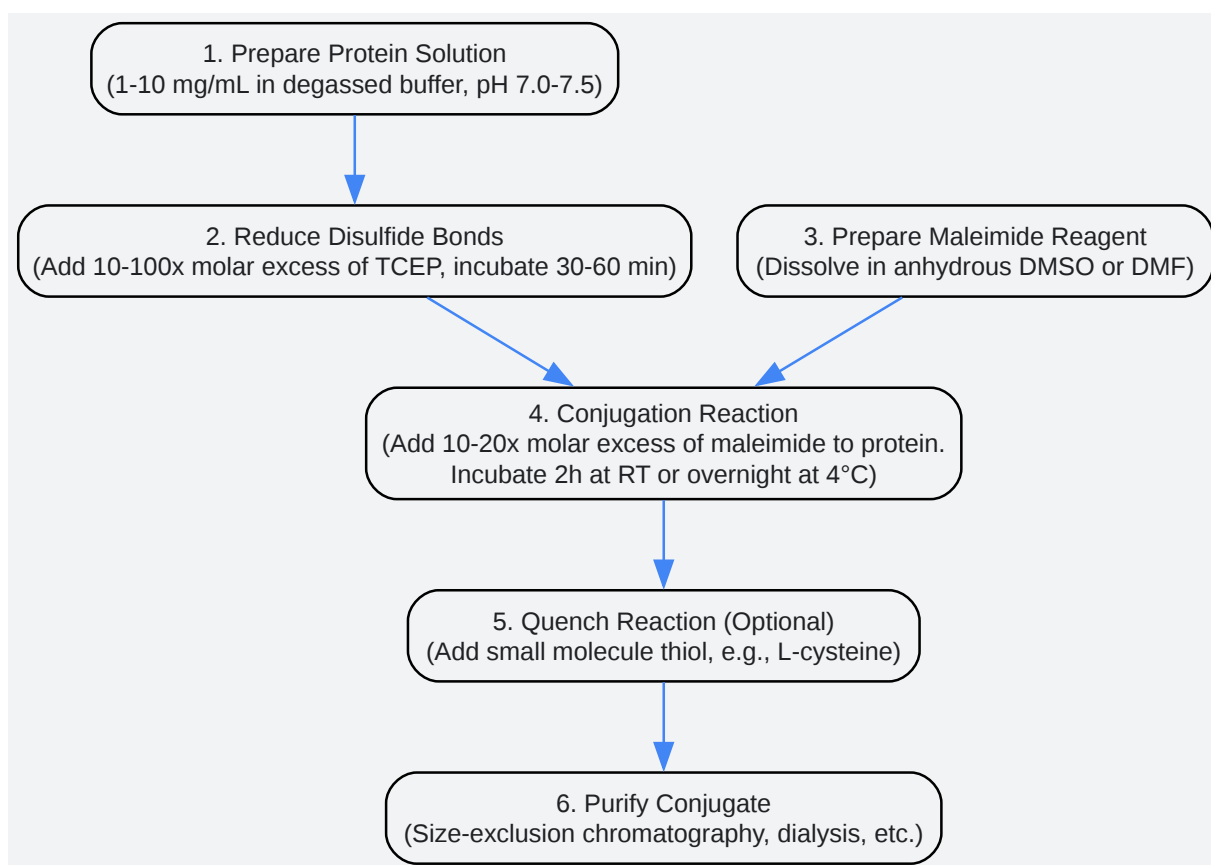 1. Prepare Protein Solution
(1-10 mg/mL in degassed buffer, pH 7.0-7.5)
2. Reduce Disulfide Bonds
(Add 10-100x molar excess of TCEP, incubate 30-60 min)
3. Prepare Maleimide Reagent
(Dissolve in anhydrous DMSO or DMF)
4. Conjugation Reaction
(Add 10-20x molar excess of maleimide to protein.
Incubate 2h at RT or overnight at 4°C)
5. Quench Reaction (Optional)
(Add small molecule thiol, e.g., L-cysteine)
6. Purify Conjugate
(Size-exclusion chromatography, dialysis, etc.)